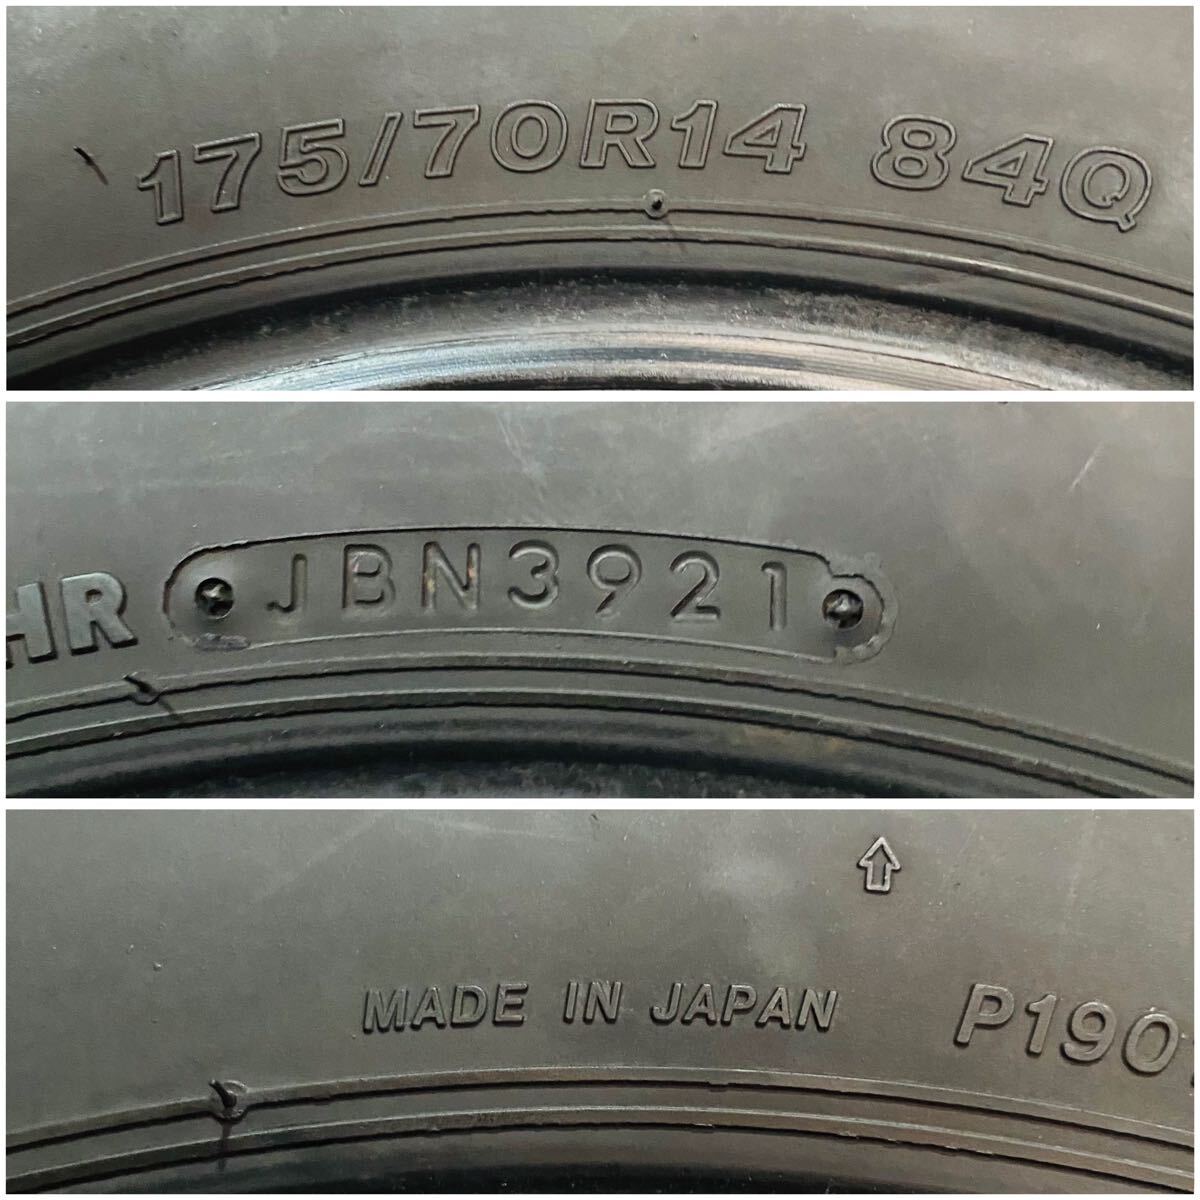 175/70R14 84Q
HR JBN3921
MADE IN JAPAN P190